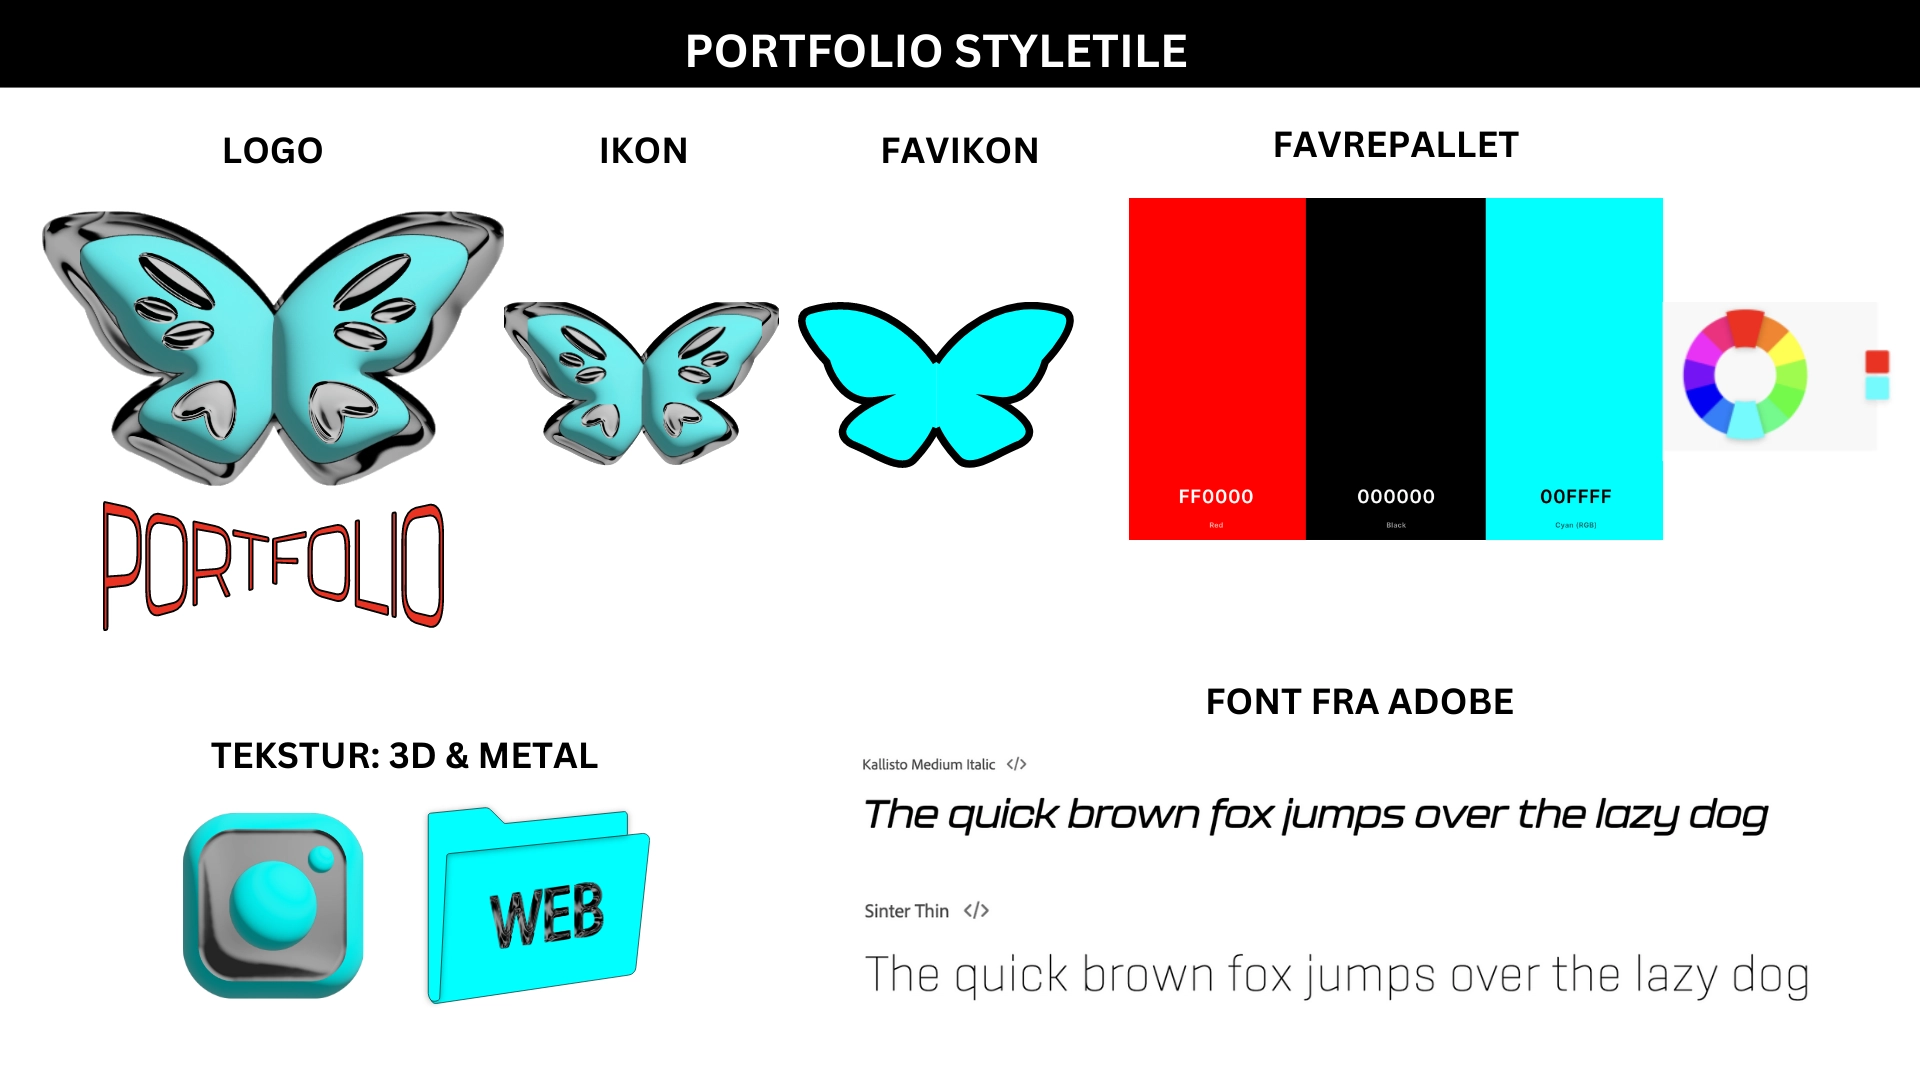 PORTFOLIO STYLETILE
LOGO
IKON
FAVIKON
FAVREPALLET
FF0000
Red
000000
Black
00FFFF
Cyan (RGB)
PORTFOLIO
TEKSTUR: 3D & METAL
WEB
FONT FRA ADOBE
Kallisto Medium Italic </>
The quick brown fox jumps over the lazy dog
Sinter Thin </>
The quick brown fox jumps over the lazy dog